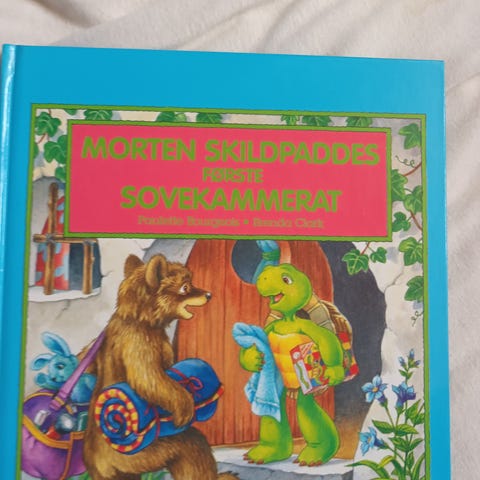 MORTEN SKILDPADDES
FØRSTE
SOVEKAMMERAT
Paulette Bourgeois • Brenda Clark